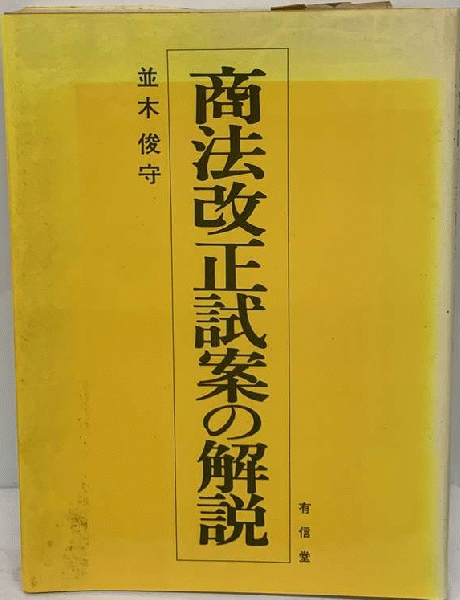 商法改正試案の解説
並木俊守
有信堂